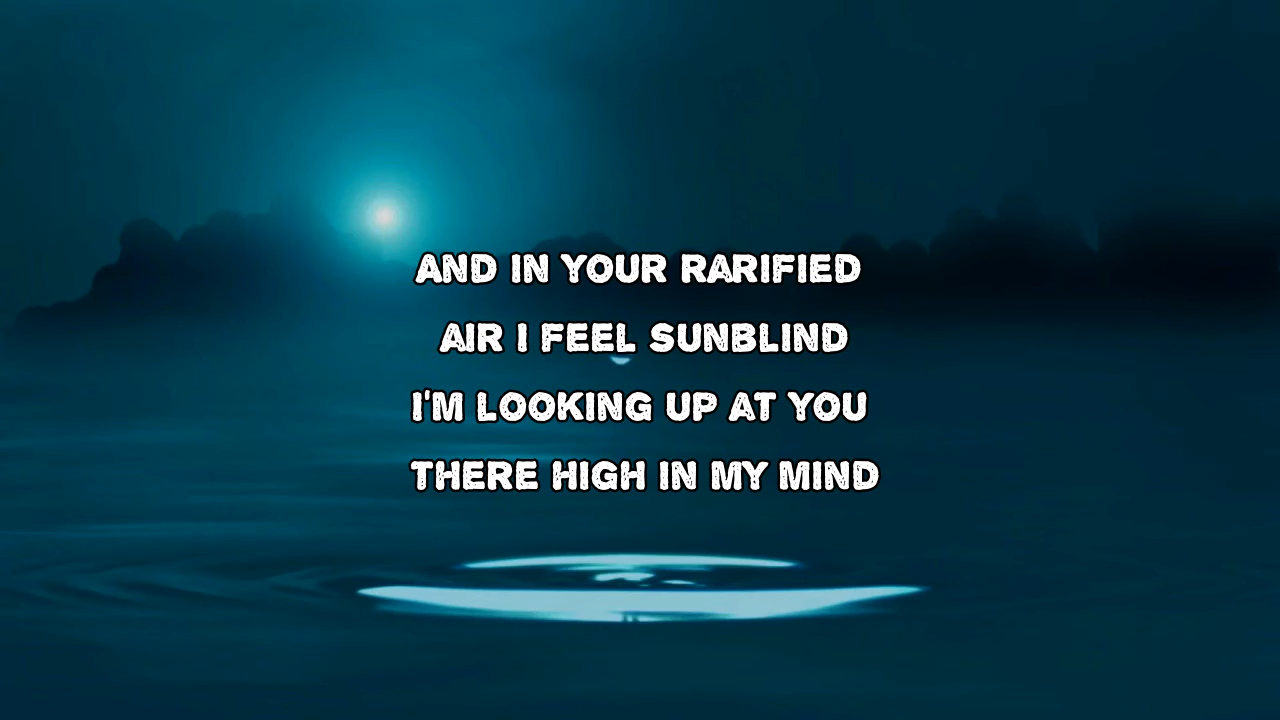 AND IN YOUR RARIFIED
AIR I FEEL SUNBLIND
I'M LOOKING UP AT YOU
THERE HIGH IN MY MIND